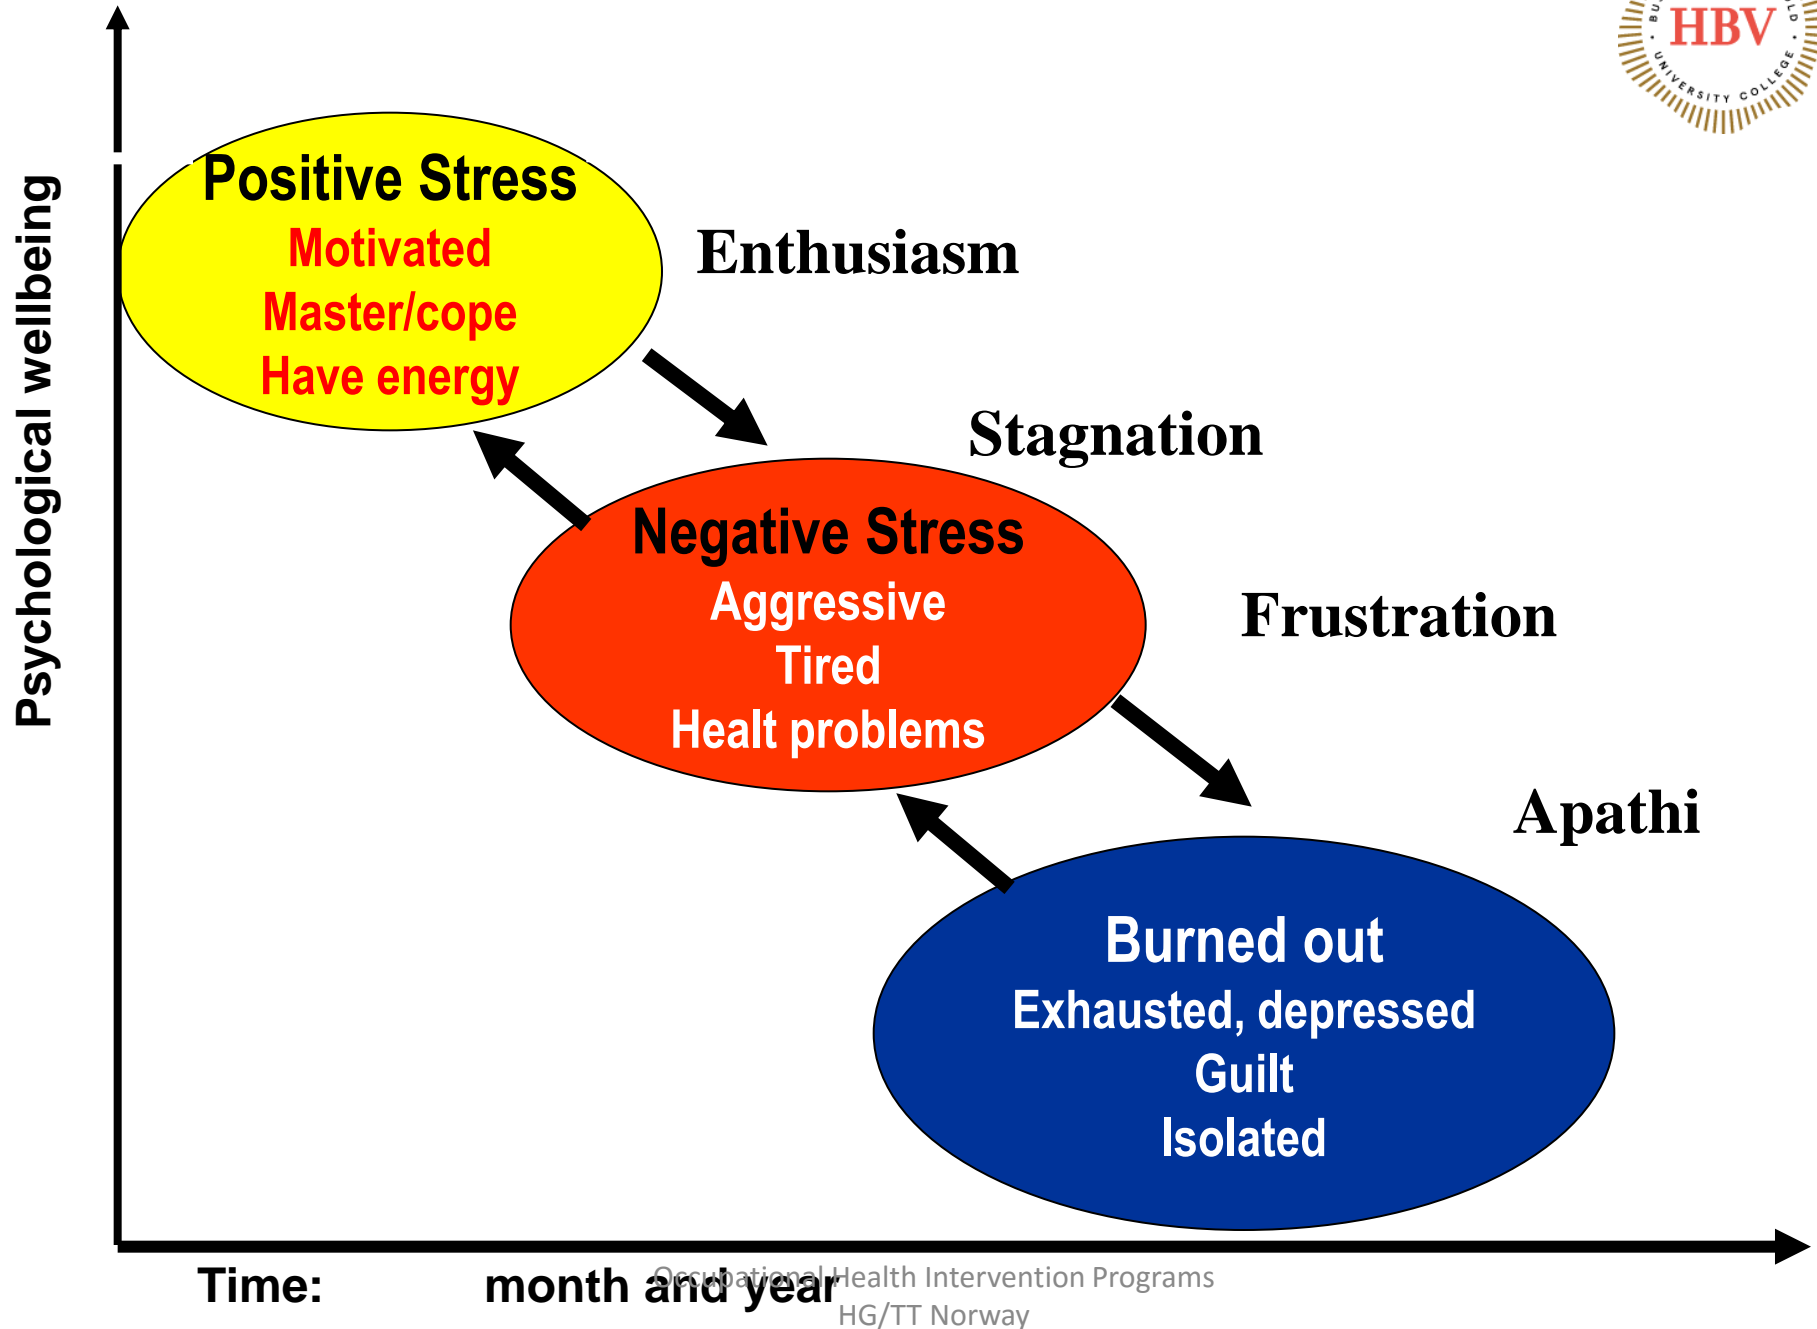 HBV
UNIVERSITY COLLEGE
Psychological wellbeing
Positive Stress
Motivated
Master/cope
Have energy
Enthusiasm
Stagnation
Negative Stress
Aggressive
Tired
Healt problems
Frustration
Apathi
Burned out
Exhausted, depressed
Guilt
Isolated
Time: month and year
Occupational Health Intervention Programs
HG/TT Norway